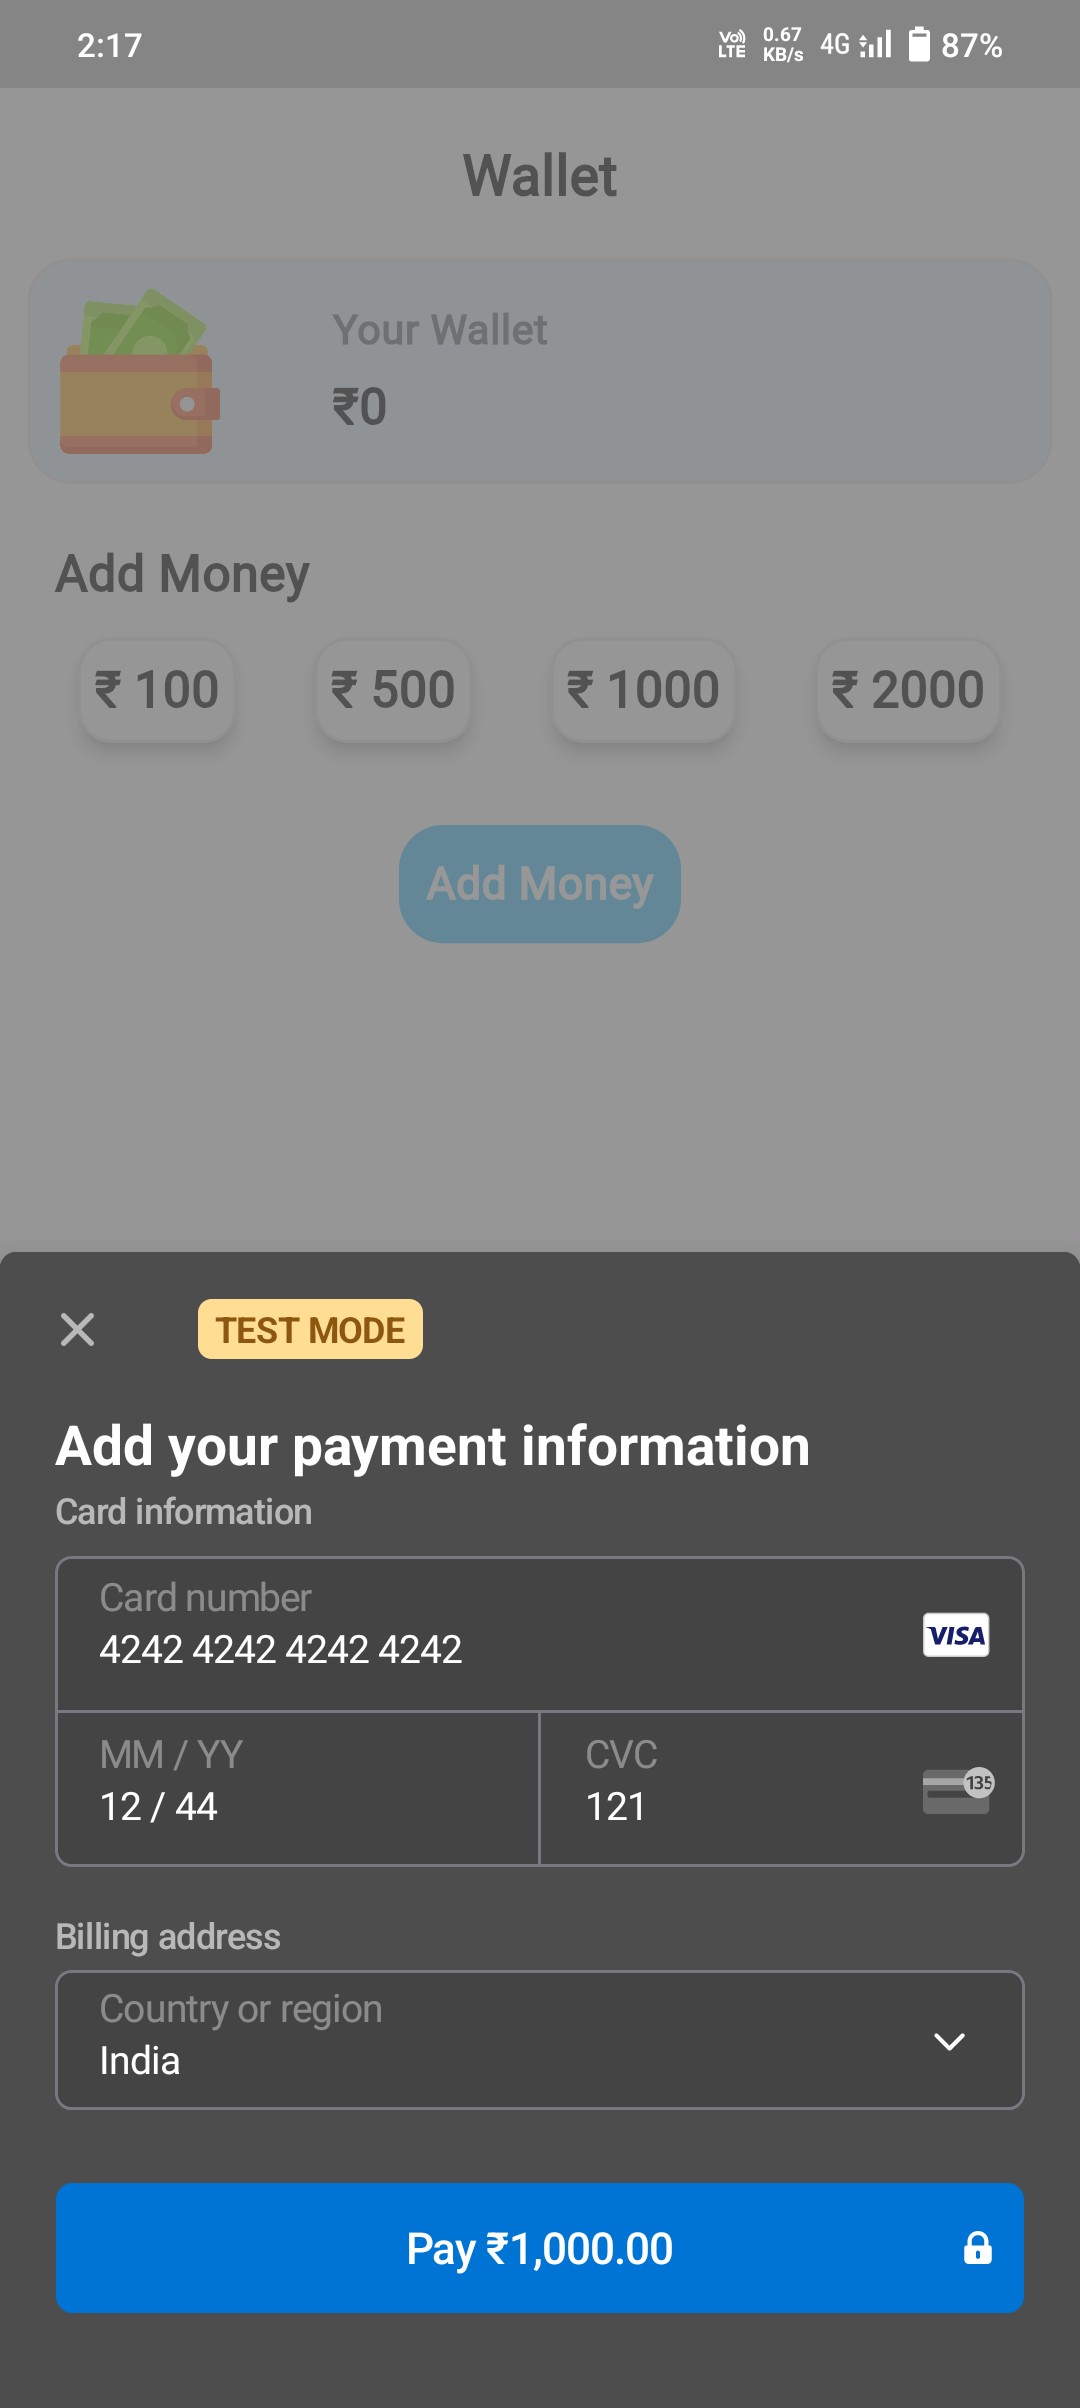 2:17
Vo) LTE 0.67 KB/s 4G 87%
Wallet
Your Wallet
₹0
Add Money
₹ 100 ₹ 500 ₹ 1000 ₹ 2000
Add Money
TEST MODE
Add your payment information
Card information
Card number
4242 4242 4242 4242
VISA
MM / YY CVC
12 / 44 121
135
Billing address
Country or region
India
Pay ₹1,000.00